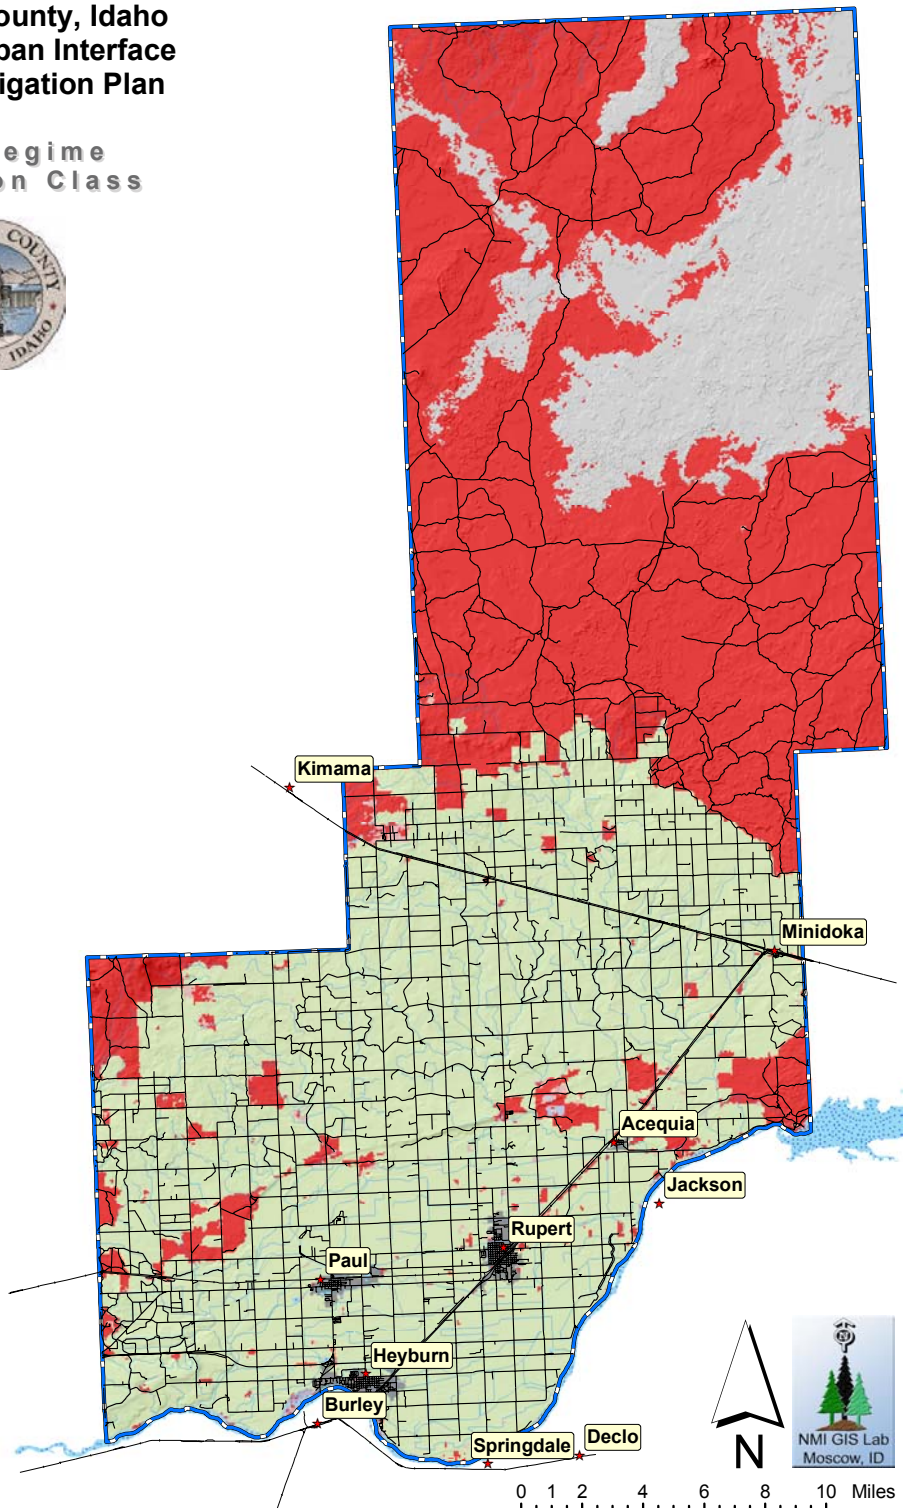 ounty, Idaho
ban Interface
igation Plan
egime
on Class
COUNTY
IDAHO
Kimama
Minidoka
Acequia
Jackson
Rupert
Paul
Heyburn
Burley
Springdale
Declo
N
NMI GIS Lab
Moscow, ID
0 1 2 4 6 8 10 Miles